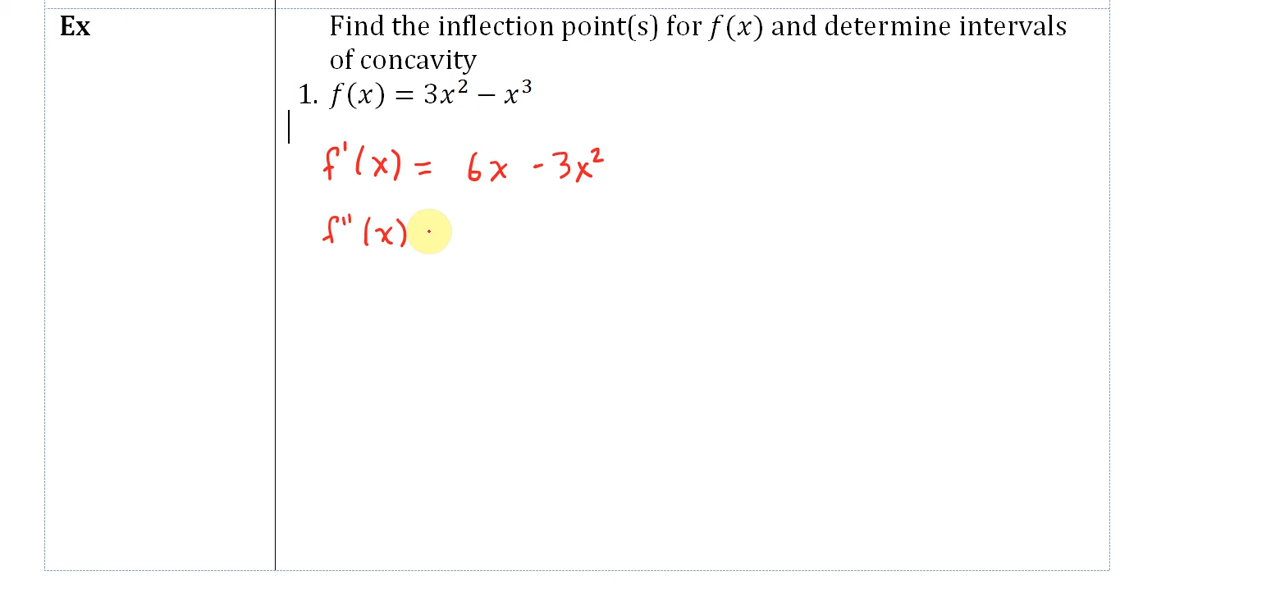 Ex
Find the inflection point(s) for f(x) and determine intervals
of concavity
1. f(x) = 3x² − x³
f'(x) = 6x - 3x²
f"(x)